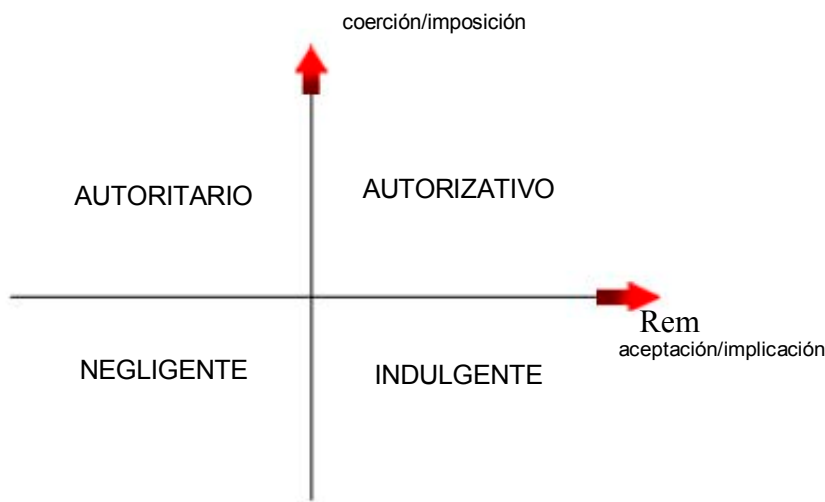 coerción/imposición
AUTORITARIO
AUTORIZATIVO
Rem
aceptación/implicación
NEGLIGENTE
INDULGENTE